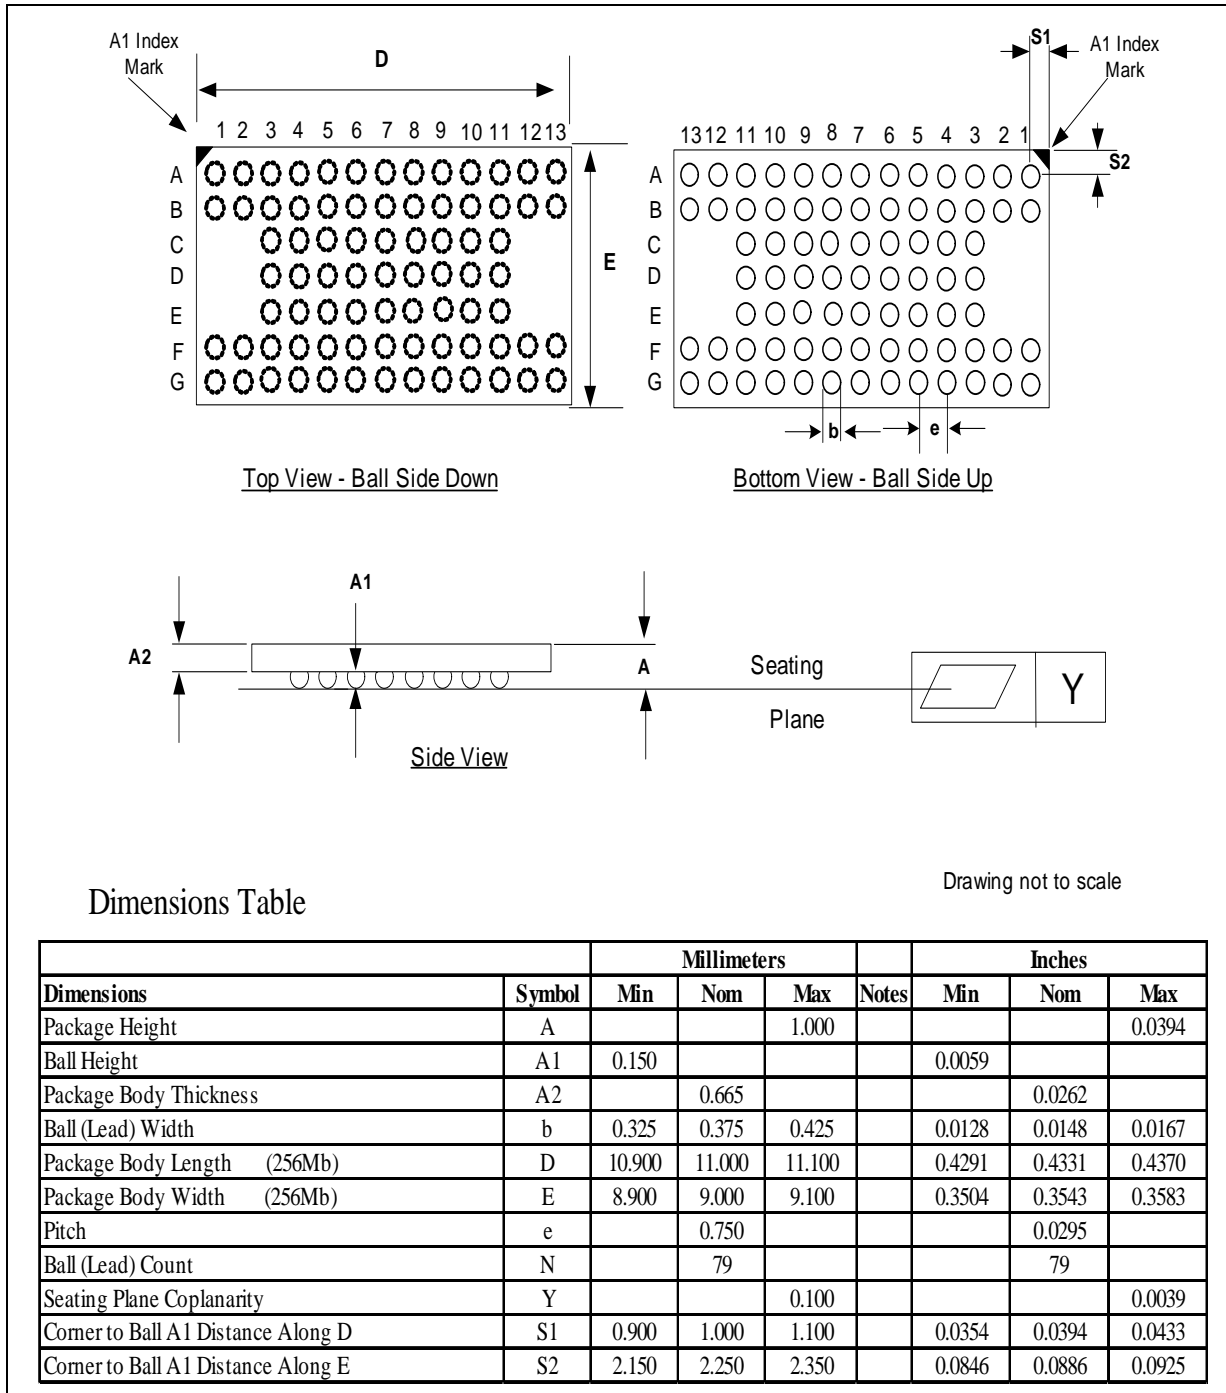 A1 Index
Mark
D
S1
A1 Index
Mark
1 2 3 4 5 6 7 8 9 10 11 12 13
13 12 11 10 9 8 7 6 5 4 3 2 1
S2
A
B
C
D
E
F
G
E
A
B
C
D
E
F
G
b
e
Top View - Ball Side Down
Bottom View - Ball Side Up
A1
A2
A
Seating
Plane
Y
Side View
Drawing not to scale
Dimensions Table
Millimeters Inches
Dimensions Symbol Min Nom Max Notes Min Nom Max
Package Height A 1.000 0.0394
Ball Height A1 0.150 0.0059
Package Body Thickness A2 0.665 0.0262
Ball (Lead) Width b 0.325 0.375 0.425 0.0128 0.0148 0.0167
Package Body Length (256Mb) D 10.900 11.000 11.100 0.4291 0.4331 0.4370
Package Body Width (256Mb) E 8.900 9.000 9.100 0.3504 0.3543 0.3583
Pitch e 0.750 0.0295
Ball (Lead) Count N 79 79
Seating Plane Coplanarity Y 0.100 0.0039
Corner to Ball A1 Distance Along D S1 0.900 1.000 1.100 0.0354 0.0394 0.0433
Corner to Ball A1 Distance Along E S2 2.150 2.250 2.350 0.0846 0.0886 0.0925